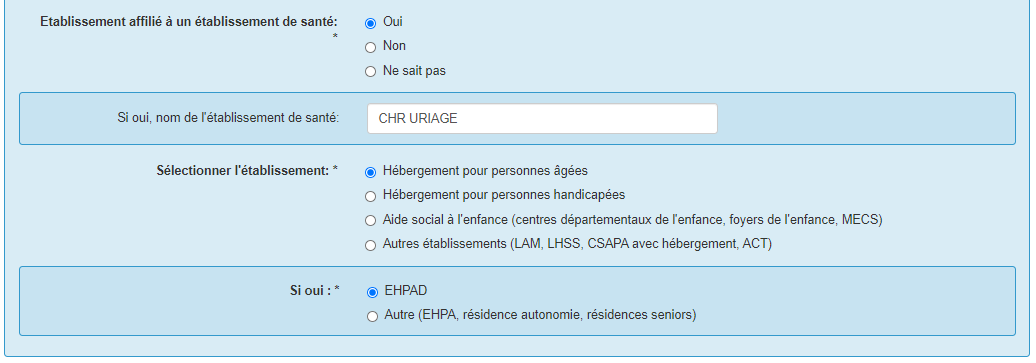 Etablissement affilié à un établissement de santé: Oui
*
Non
Ne sait pas
Si oui, nom de l'établissement de santé: CHR URIAGE
Sélectionner l'établissement: * Hébergement pour personnes âgées
Hébergement pour personnes handicapées
Aide social à l'enfance (centres départementaux de l'enfance, foyers de l'enfance, MECS)
Autres établissements (LAM, LHSS, CSAPA avec hébergement, ACT)
Si oui : * EHPAD
Autre (EHPA, résidence autonomie, résidences seniors)